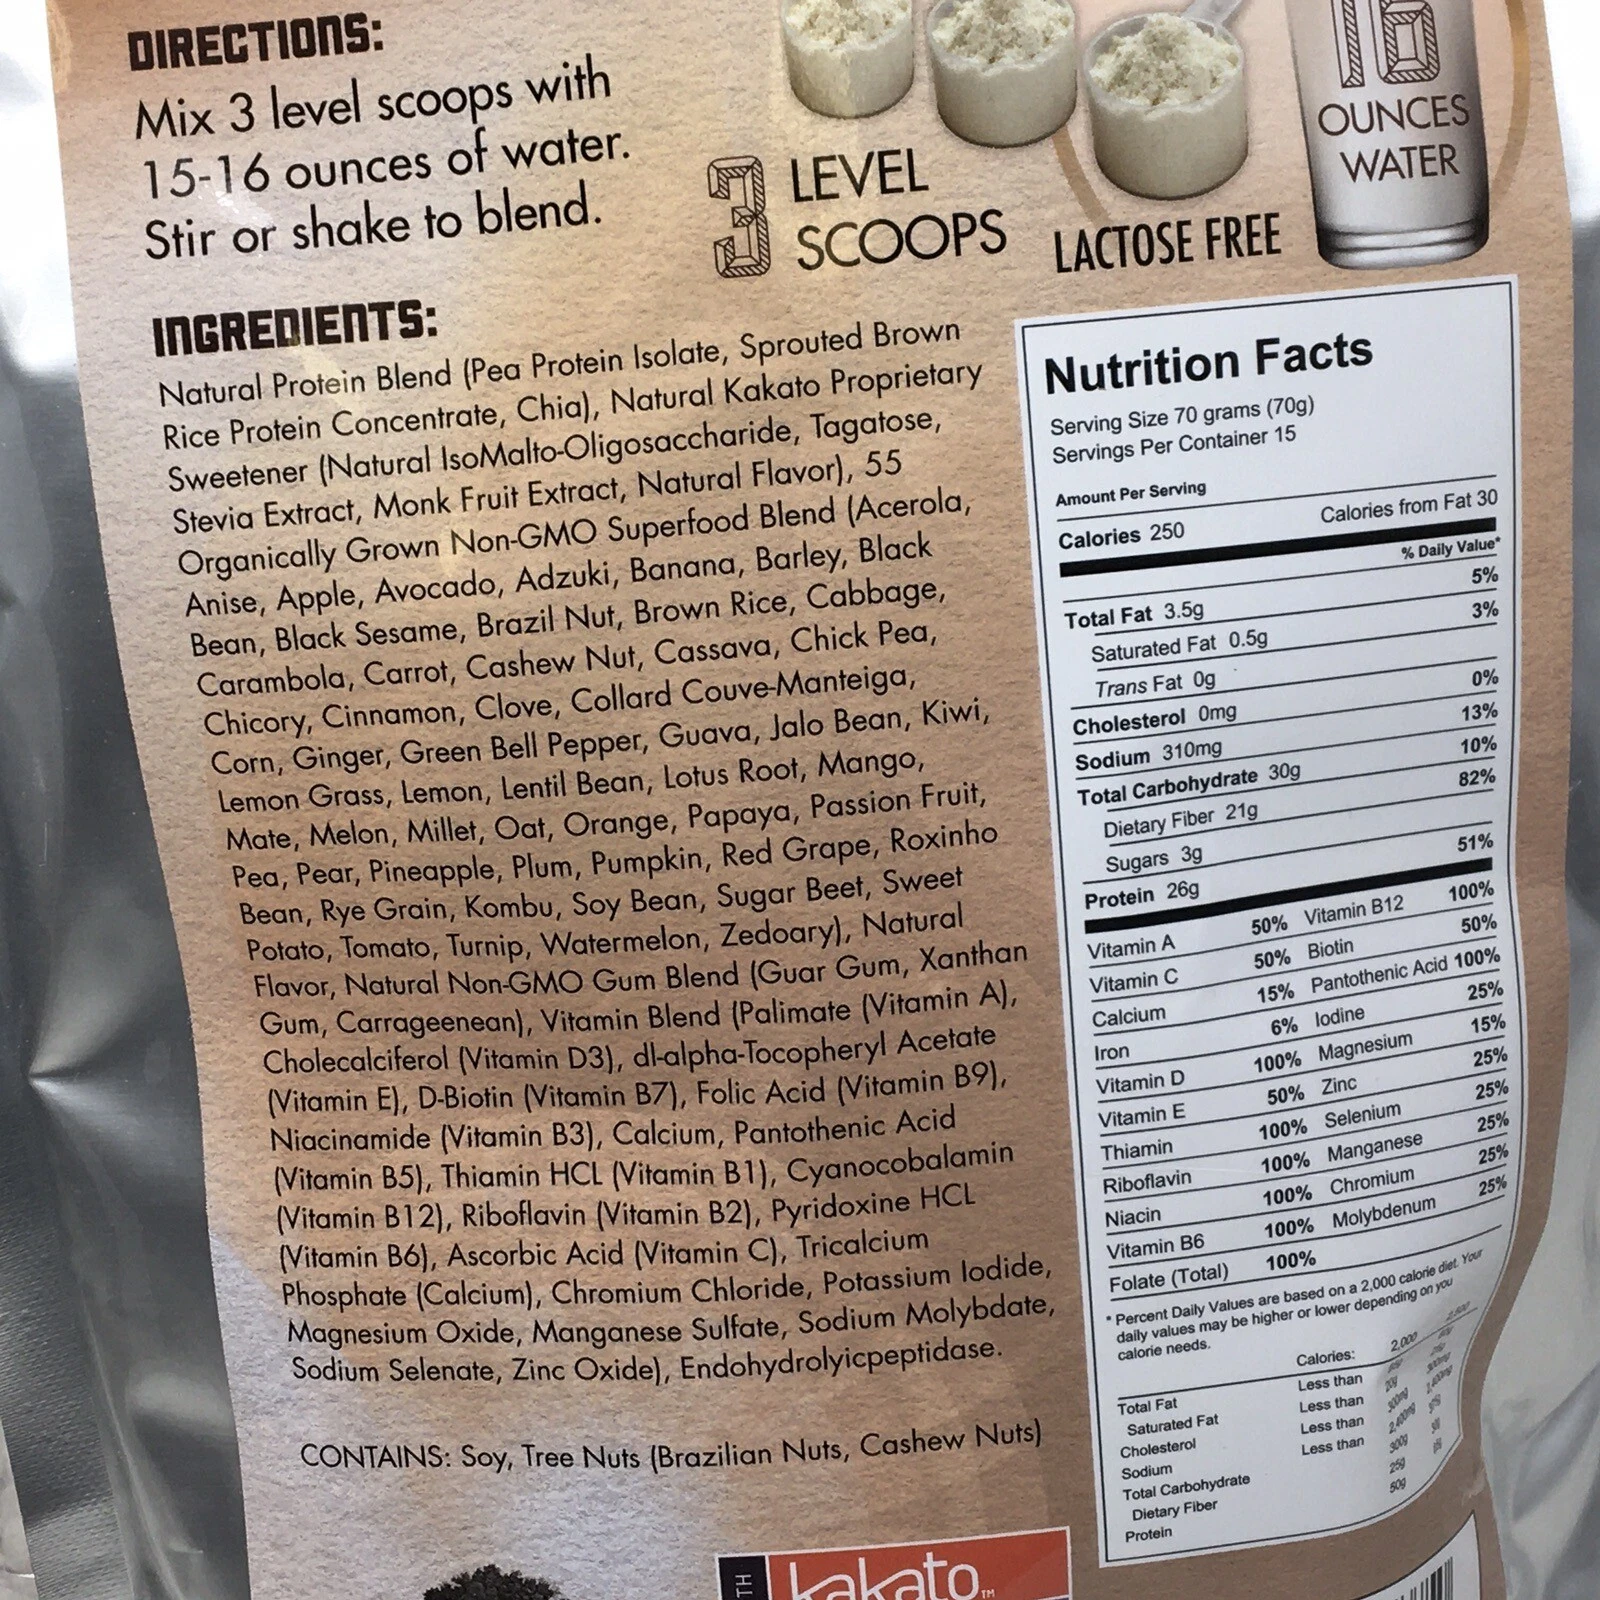 DIRECTIONS:
Mix 3 level scoops with
15-16 ounces of water.
Stir or shake to blend.
3 LEVEL
SCOOPS
LACTOSE FREE
16
OUNCES
WATER
INGREDIENTS:
Natural Protein Blend (Pea Protein Isolate, Sprouted Brown
Rice Protein Concentrate, Chia), Natural Kakato Proprietary
Sweetener (Natural IsoMalto-Oligosaccharide, Tagatose,
Stevia Extract, Monk Fruit Extract, Natural Flavor), 55
Organically Grown Non-GMO Superfood Blend (Acerola,
Anise, Apple, Avocado, Adzuki, Banana, Barley, Black
Bean, Black Sesame, Brazil Nut, Brown Rice, Cabbage,
Carambola, Carrot, Cashew Nut, Cassava, Chick Pea,
Chicory, Cinnamon, Clove, Collard Couve-Manteiga,
Corn, Ginger, Green Bell Pepper, Guava, Jalo Bean, Kiwi,
Lemon Grass, Lemon, Lentil Bean, Lotus Root, Mango,
Mate, Melon, Millet, Oat, Orange, Papaya, Passion Fruit,
Pea, Pear, Pineapple, Plum, Pumpkin, Red Grape, Roxinho
Bean, Rye Grain, Kombu, Soy Bean, Sugar Beet, Sweet
Potato, Tomato, Turnip, Watermelon, Zedoary), Natural
Flavor, Natural Non-GMO Gum Blend (Guar Gum, Xanthan
Gum, Carrageenean), Vitamin Blend (Palimate (Vitamin A),
Cholecalciferol (Vitamin D3), dl-alpha-Tocopheryl Acetate
(Vitamin E), D-Biotin (Vitamin B7), Folic Acid (Vitamin B9),
Niacinamide (Vitamin B3), Calcium, Pantothenic Acid
(Vitamin B5), Thiamin HCL (Vitamin B1), Cyanocobalamin
(Vitamin B12), Riboflavin (Vitamin B2), Pyridoxine HCL
(Vitamin B6), Ascorbic Acid (Vitamin C), Tricalcium
Phosphate (Calcium), Chromium Chloride, Potassium Iodide,
Magnesium Oxide, Manganese Sulfate, Sodium Molybdate,
Sodium Selenate, Zinc Oxide), Endohydrolyicpeptidase.
CONTAINS: Soy, Tree Nuts (Brazilian Nuts, Cashew Nuts)
TH
kakato™
Nutrition Facts
Serving Size 70 grams (70g)
Servings Per Container 15
Amount Per Serving
Calories 250 Calories from Fat 30
% Daily Value*
Total Fat 3.5g 5%
Saturated Fat 0.5g 3%
Trans Fat 0g
Cholesterol 0mg 0%
Sodium 310mg 13%
Total Carbohydrate 30g 10%
Dietary Fiber 21g 82%
Sugars 3g
Protein 26g 51%
Vitamin A 50% Vitamin B12 100%
Vitamin C 50% Biotin 50%
Calcium 15% Pantothenic Acid 100%
Iron 6% Iodine 25%
Vitamin D 100% Magnesium 15%
Vitamin E 50% Zinc 25%
Thiamin 100% Selenium 25%
Riboflavin 100% Manganese 25%
Niacin 100% Chromium 25%
Vitamin B6 100% Molybdenum 25%
Folate (Total) 100%
* Percent Daily Values are based on a 2,000 calorie diet. Your
daily values may be higher or lower depending on you
calorie needs.
Calories: 2,000 2,500
Total Fat Less than
Saturated Fat Less than 20g
Cholesterol Less than 300mg
Sodium Less than 2,400mg
Total Carbohydrate 300g
Dietary Fiber 25g
Protein 50g